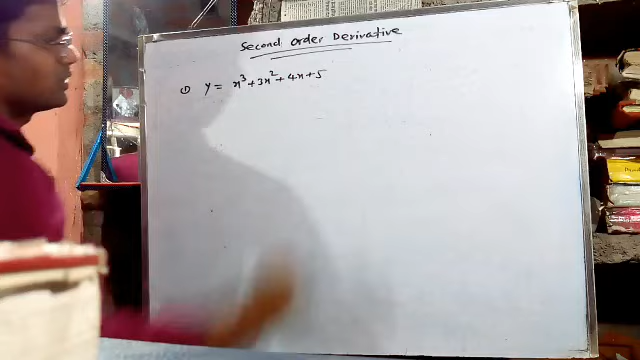 Second Order Derivative
① y = x³ + 3x² + 4x + 5